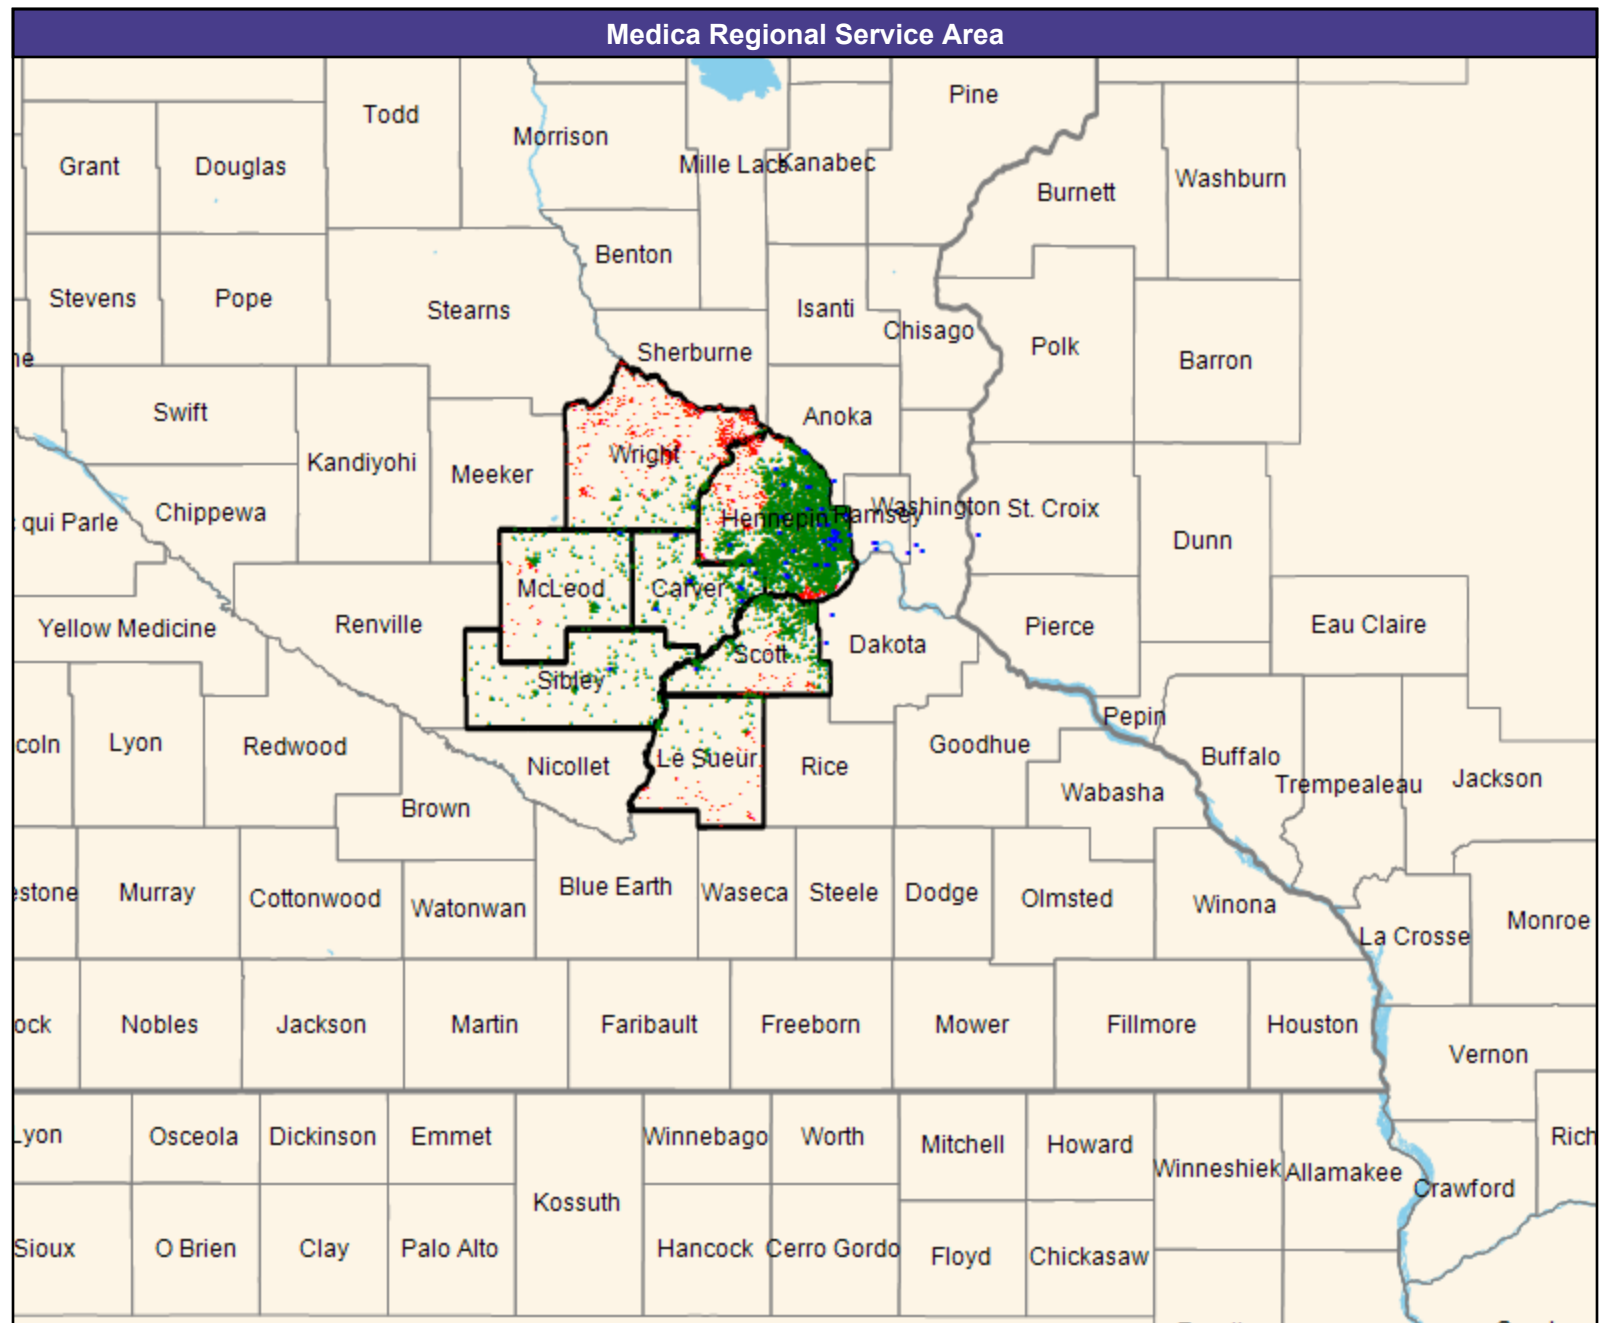 Medica Regional Service Area
Pine
Todd
Morrison
Mille Lacs
Kanabec
Grant
Douglas
Burnett
Washburn
Benton
Stevens
Pope
Stearns
Isanti
Chisago
Sherburne
Polk
Barron
ne
Swift
Anoka
Kandiyohi
Wright
Meeker
Chippewa
qui Parle
Hennepin
Ramsey
Washington
St. Croix
Dunn
McLeod
Carver
Yellow Medicine
Renville
Dakota
Pierce
Eau Claire
Scott
Sibley
coln
Lyon
Redwood
Nicollet
Le Sueur
Rice
Goodhue
Pepin
Buffalo
Trempealeau
Jackson
Brown
Wabasha
estone
Murray
Cottonwood
Watonwan
Blue Earth
Waseca
Steele
Dodge
Olmsted
Winona
La Crosse
Monroe
ock
Nobles
Jackson
Martin
Faribault
Freeborn
Mower
Fillmore
Houston
Vernon
Lyon
Osceola
Dickinson
Emmet
Winnebago
Worth
Mitchell
Howard
Winneshiek
Allamakee
Crawford
Rich
Sioux
O Brien
Clay
Palo Alto
Kossuth
Hancock
Cerro Gordo
Floyd
Chickasaw